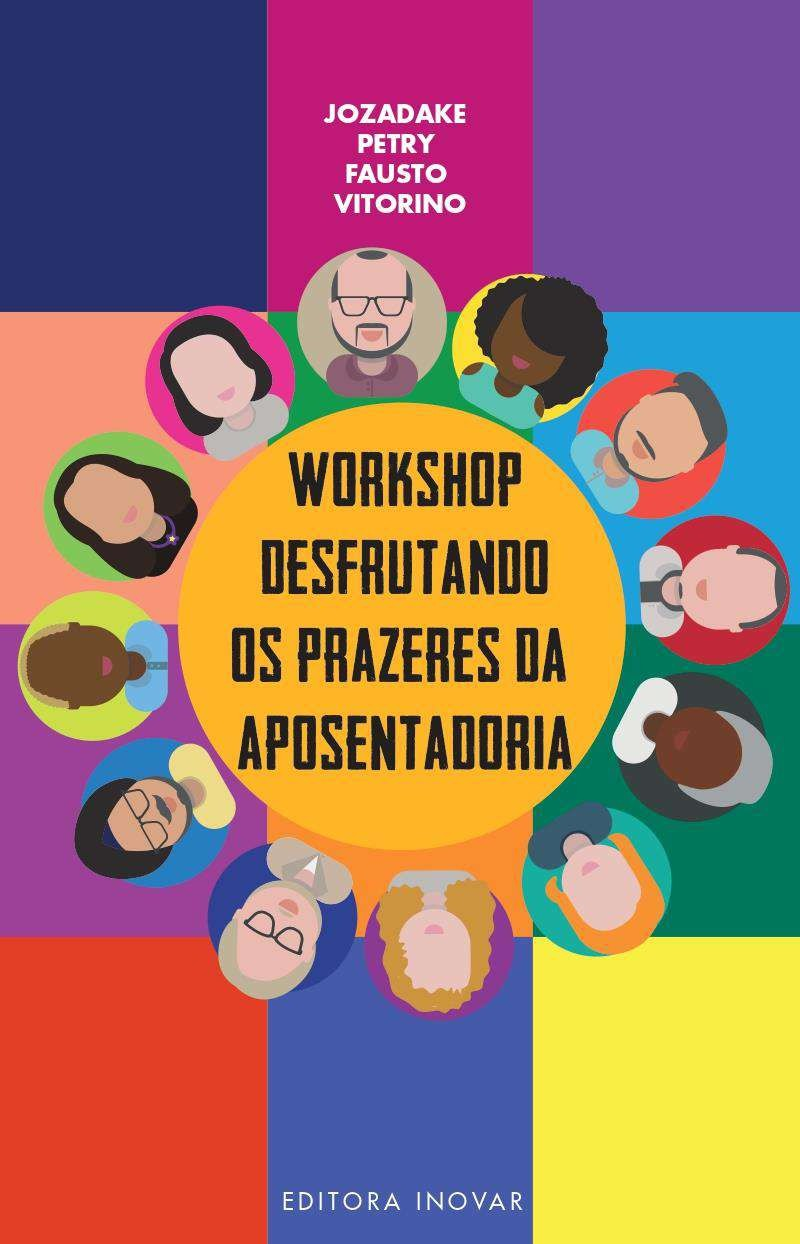 JOZADAKE
PETRY
FAUSTO
VITORINO
WORKSHOP
DESFRUTANDO
OS PRAZERES DA
APOSENTADORIA
EDITORA INOVAR